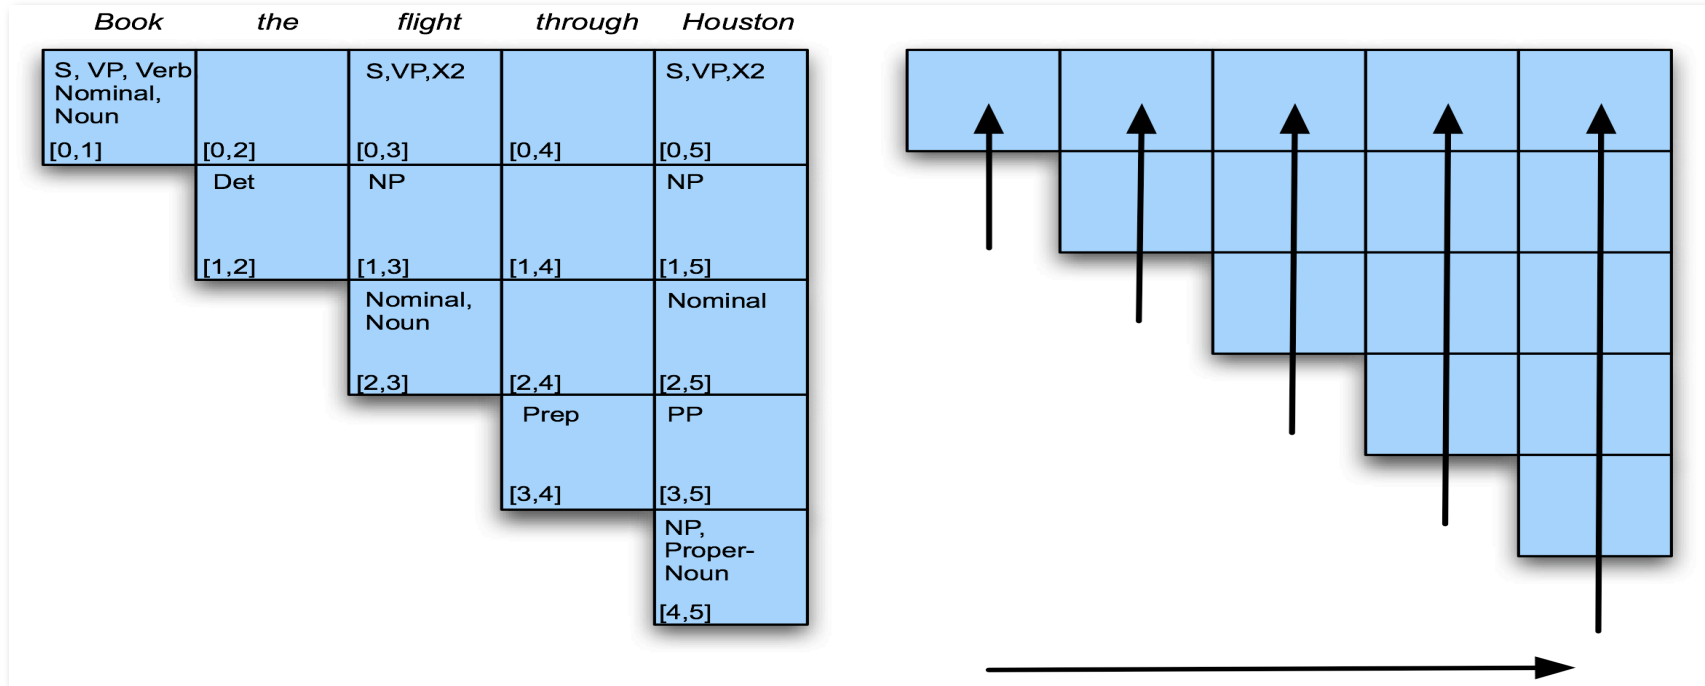 Book the flight through Houston
S, VP, Verb
Nominal,
Noun
[0,1]
[0,2]
S,VP,X2
[0,3]
[0,4]
S,VP,X2
[0,5]
Det
[1,2]
NP
[1,3]
[1,4]
NP
[1,5]
Nominal,
Noun
[2,3]
[2,4]
Nominal
[2,5]
Prep
[3,4]
PP
[3,5]
NP,
Proper-
Noun
[4,5]